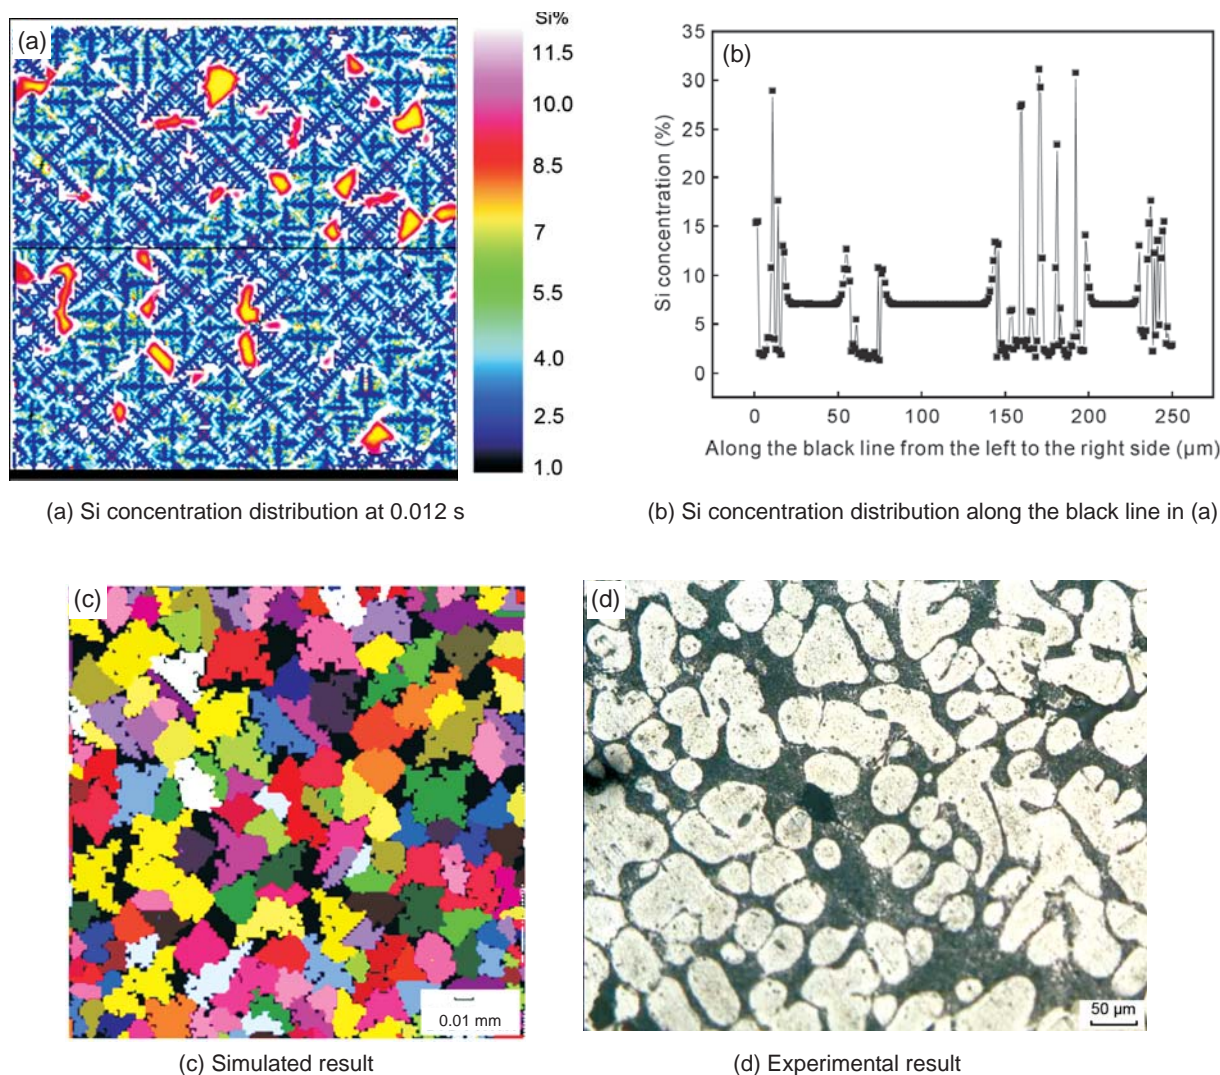 (a)
Si%
11.5
10.0
8.5
7
5.5
4.0
2.5
1.0
(a) Si concentration distribution at 0.012 s
(b)
Si concentration (%)
35
30
25
20
15
10
5
0
0 50 100 150 200 250
Along the black line from the left to the right side (μm)
(b) Si concentration distribution along the black line in (a)
(c)
0.01 mm
(c) Simulated result
(d)
50 μm
(d) Experimental result